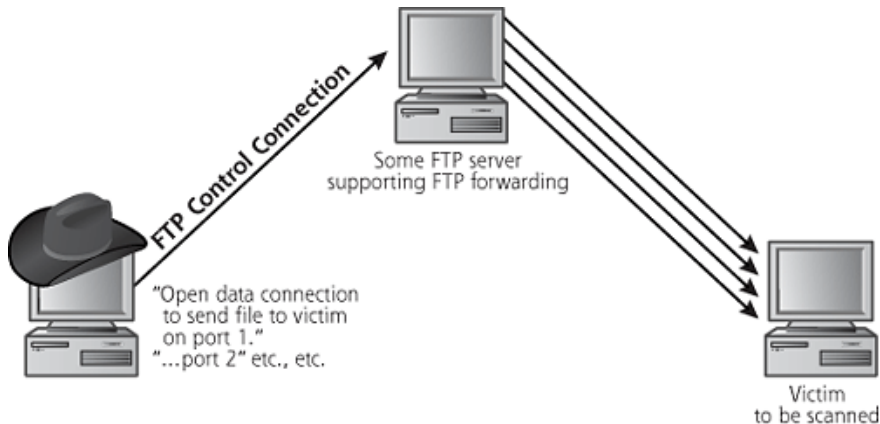 FTP Control Connection
Some FTP server
supporting FTP forwarding
"Open data connection
to send file to victim
on port 1."
"...port 2" etc., etc.
Victim
to be scanned